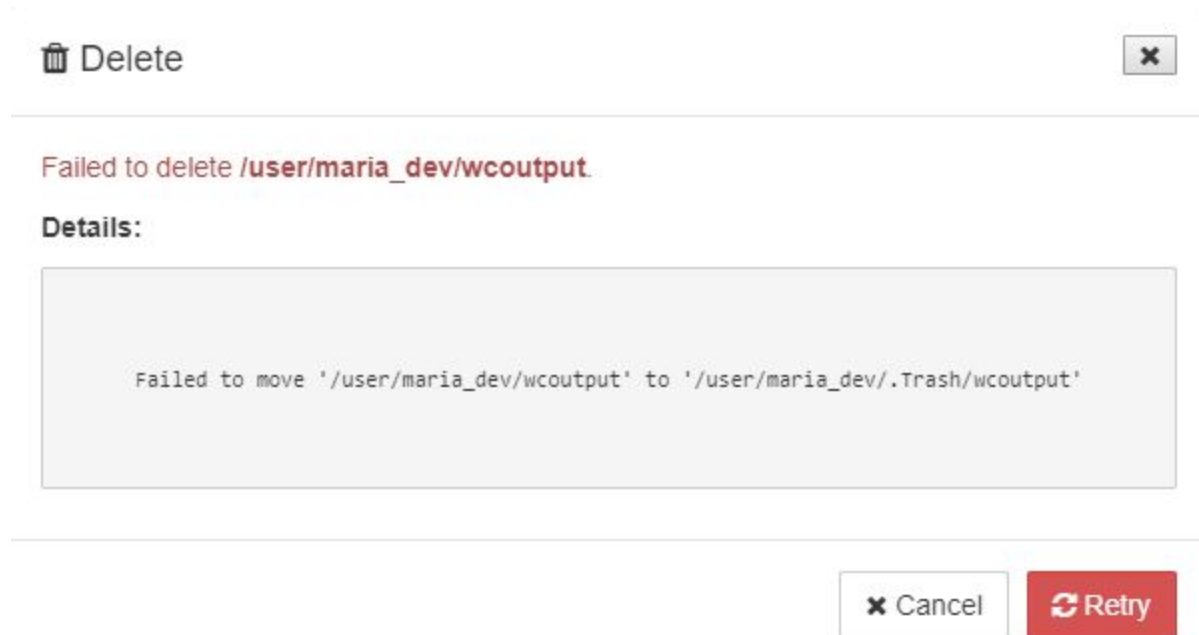 Delete
Failed to delete /user/maria_dev/wcoutput.
Details:
Failed to move '/user/maria_dev/wcoutput' to '/user/maria_dev/.Trash/wcoutput'
Cancel
Retry